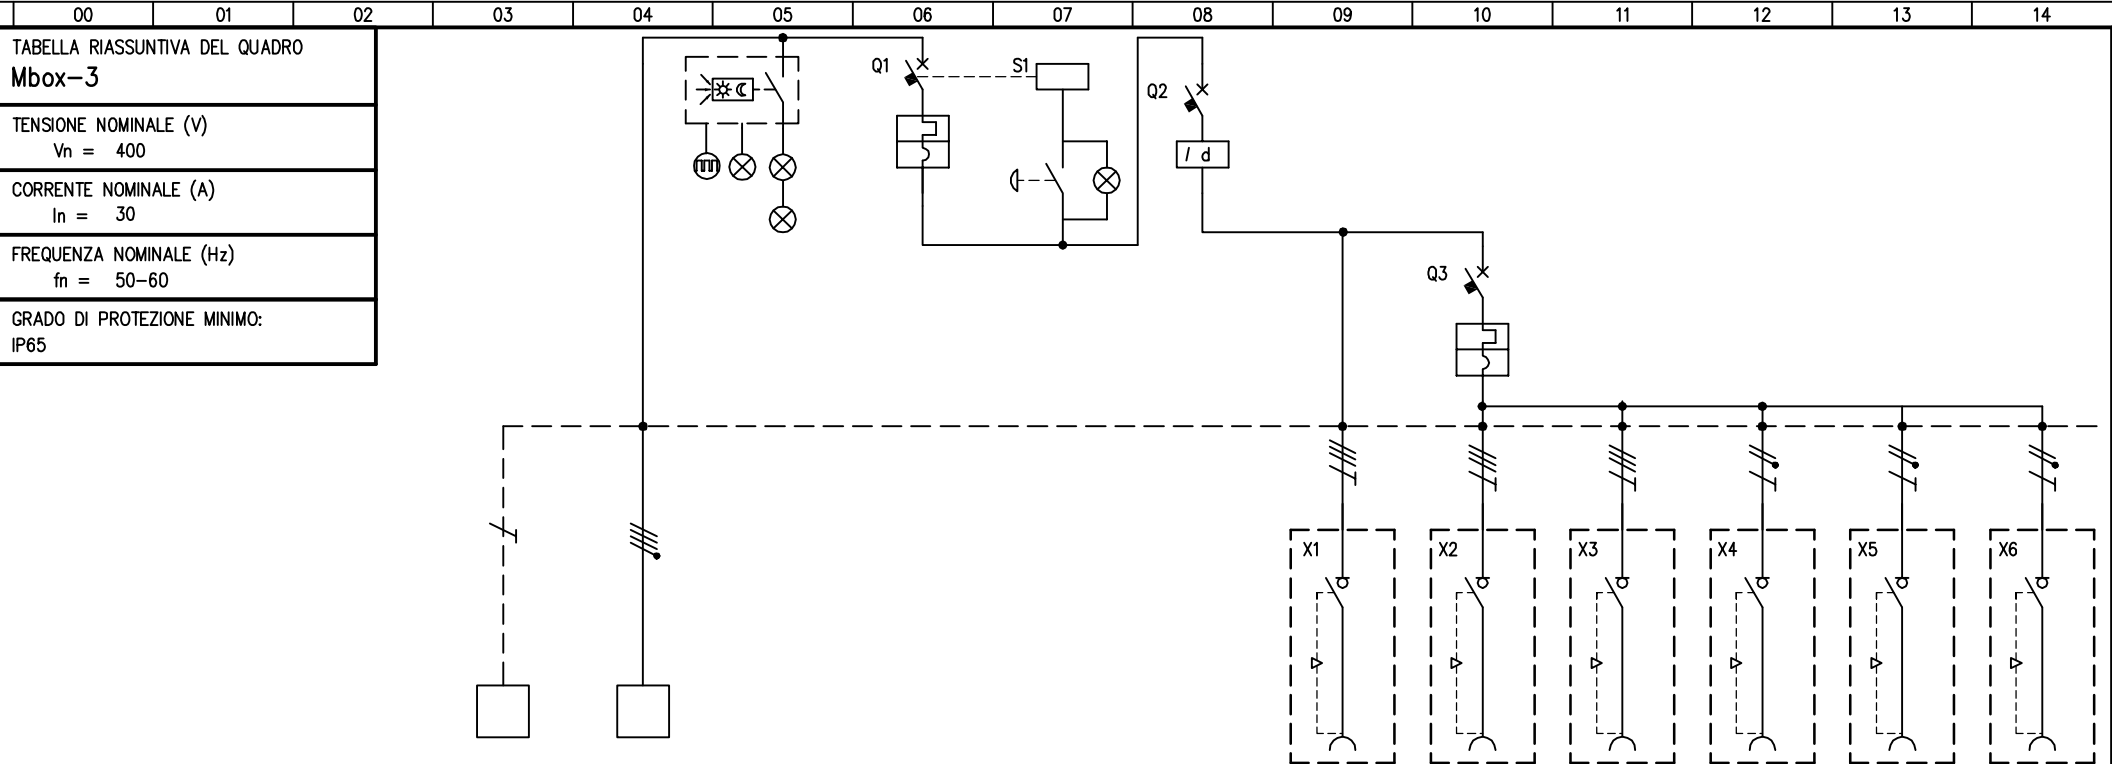 00 01 02 03 04 05 06 07 08 09 10 11 12 13 14
TABELLA RIASSUNTIVA DEL QUADRO
Mbox-3
TENSIONE NOMINALE (V)
Vn = 400
CORRENTE NOMINALE (A)
In = 30
FREQUENZA NOMINALE (Hz)
fn = 50-60
GRADO DI PROTEZIONE MINIMO:
IP65
Q1
S1
Q2
I d
Q3
X1 X2 X3 X4 X5 X6